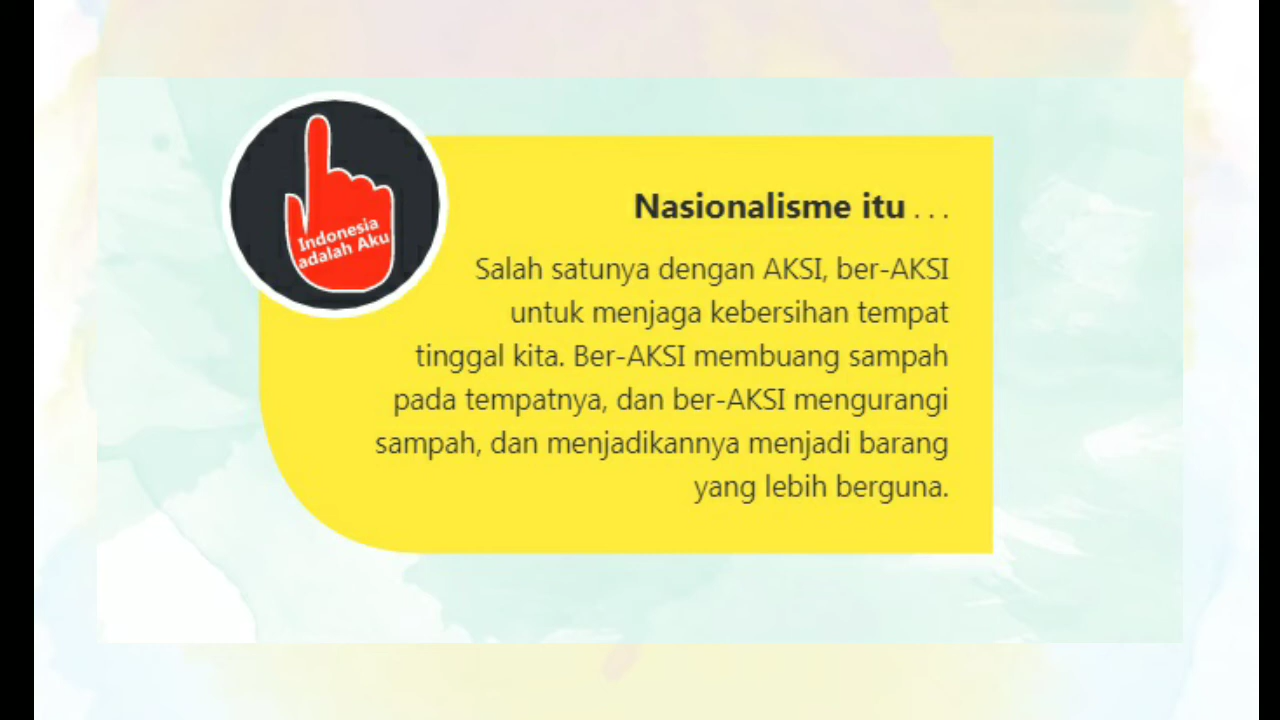 Indonesia
adalah Aku
Nasionalisme itu . . .
Salah satunya dengan AKSI, ber-AKSI
untuk menjaga kebersihan tempat
tinggal kita. Ber-AKSI membuang sampah
pada tempatnya, dan ber-AKSI mengurangi
sampah, dan menjadikannya menjadi barang
yang lebih berguna.